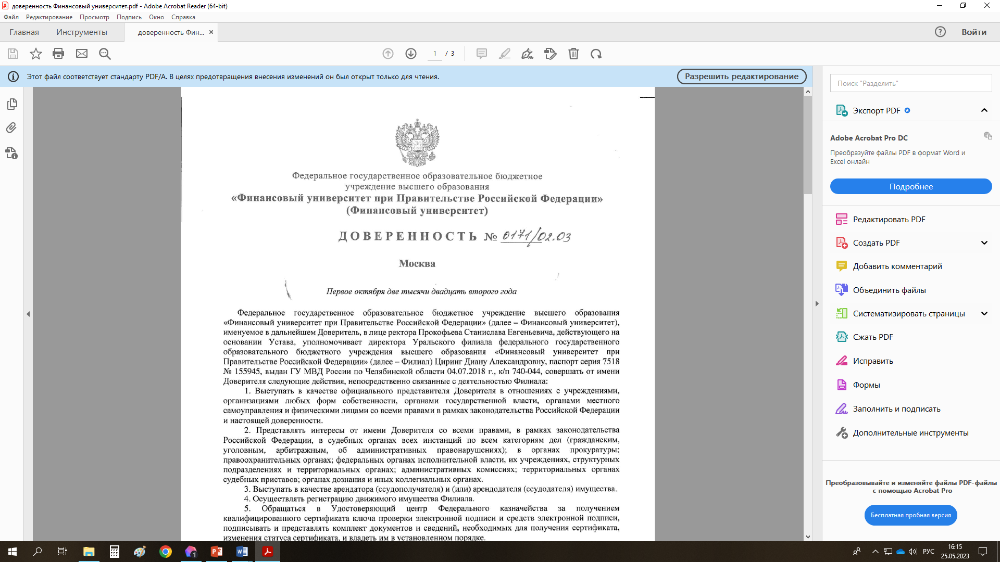 доверенность Финансовый университет.pdf - Adobe Acrobat Reader (64-bit)
Файл Редактирование Просмотр Подпись Окно Справка
Главная Инструменты доверенность Фин... Войти
1 / 3
Этот файл соответствует стандарту PDF/A. В целях предотвращения внесения изменений он был открыт только для чтения. Разрешить редактирование
Федеральное государственное образовательное бюджетное
учреждение высшего образования
«Финансовый университет при Правительстве Российской Федерации»
(Финансовый университет)
ДОВЕРЕННОСТЬ № 0171/02.03
Москва
Первое октября две тысячи двадцать второго года
Федеральное государственное образовательное бюджетное учреждение высшего образования
«Финансовый университет при Правительстве Российской Федерации» (далее – Финансовый университет),
именуемое в дальнейшем Доверитель, в лице ректора Прокофьева Станислава Евгеньевича, действующего на
основании Устава, уполномочивает директора Уральского филиала федерального государственного
образовательного бюджетного учреждения высшего образования «Финансовый университет при
Правительстве Российской Федерации» (далее – Филиал) Циринг Диану Александровну, паспорт серия 7518
№ 155945, выдан ГУ МВД России по Челябинской области 04.07.2018 г., к/п 740-044, совершать от имени
Доверителя следующие действия, непосредственно связанные с деятельностью Филиала:
1. Выступать в качестве официального представителя Доверителя в отношениях с учреждениями,
организациями любых форм собственности, органами государственной власти, органами местного
самоуправления и физическими лицами со всеми правами в рамках законодательства Российской Федерации
и настоящей доверенности.
2. Представлять интересы от имени Доверителя со всеми правами, в рамках законодательства
Российской Федерации, в судебных органах всех инстанций по всем категориям дел (гражданским,
уголовным, арбитражным, об административных правонарушениях); в органах прокуратуры;
правоохранительных органах; федеральных органах исполнительной власти, их учреждениях, структурных
подразделениях и территориальных органах; административных комиссиях; территориальных органах
судебных приставов; органах дознания и иных коллегиальных органах.
3. Выступать в качестве арендатора (ссудополучателя) и (или) арендодателя (ссудодателя) имущества.
4. Осуществлять регистрацию движимого имущества Филиала.
5. Обращаться в Удостоверяющий центр Федерального казначейства за получением
квалифицированного сертификата ключа проверки электронной подписи и средств электронной подписи,
подписывать и представлять комплект документов и сведений, необходимых для получения сертификата,
изменения статуса сертификата, и владеть им в установленном порядке.
Поиск "Разделить"
Экспорт PDF
Adobe Acrobat Pro DC
Преобразуйте файлы PDF в формат Word и
Excel онлайн
Подробнее
Редактировать PDF
Создать PDF
Добавить комментарий
Объединить файлы
Систематизировать страницы
Сжать PDF
Исправить
Формы
Заполнить и подписать
Дополнительные инструменты
Преобразовывайте и изменяйте файлы PDF-файлы
с помощью Acrobat Pro
Бесплатная пробная версия
1
РУС
16:15
25.05.2023